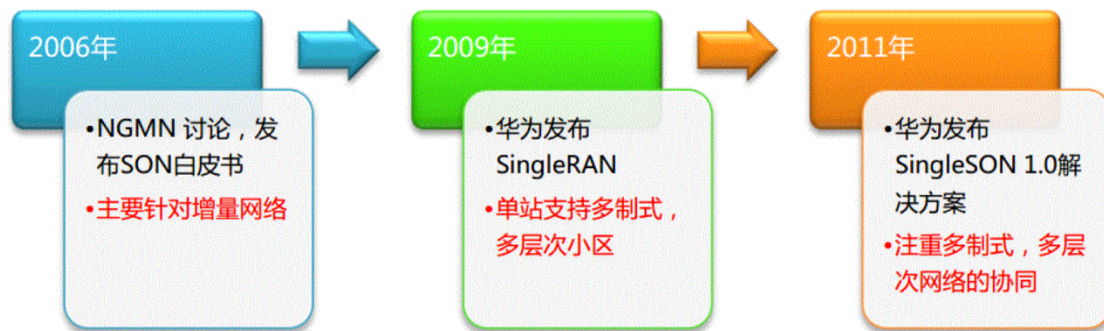 2006年
•NGMN 讨论，发
布SON白皮书
•主要针对增量网络
2009年
•华为发布
SingleRAN
•单站支持多制式，
多层次小区
2011年
•华为发布
SingleSON 1.0解
决方案
•注重多制式，多层
次网络的协同